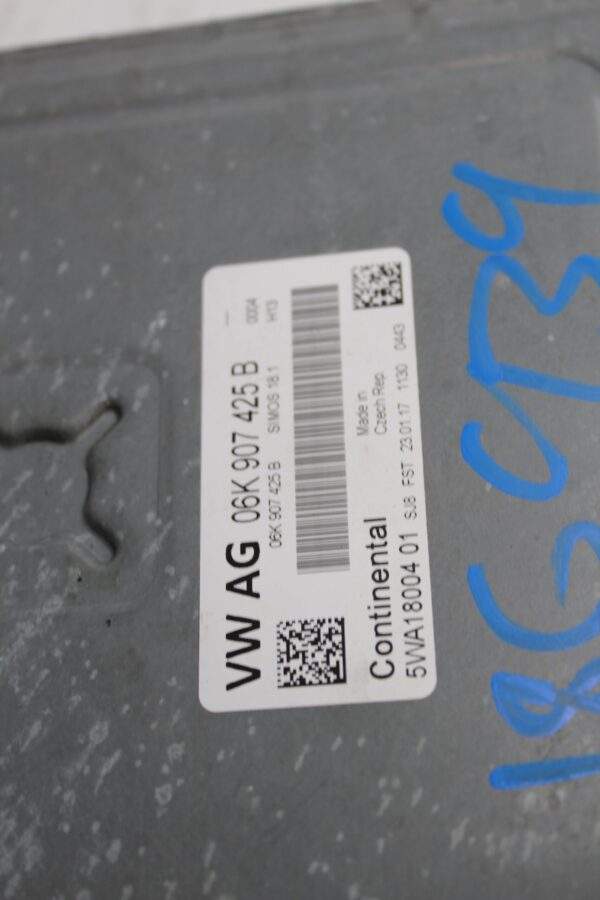 VW AG 06K 907 425 B
06K 907 425 B SIMOS 18.1
0004
H13
Made in
Czech Rep.
Continental
5WA18004 01 SJ8 FST 23.01.17 1130 0443